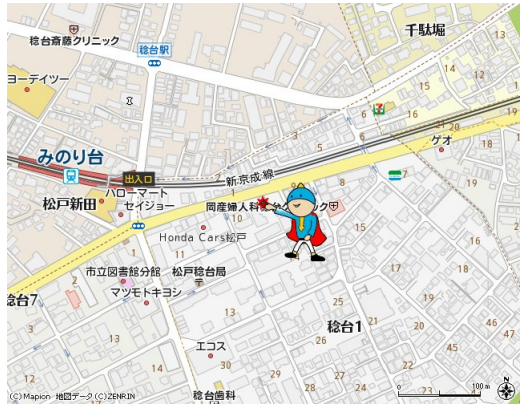 稔台斎藤クリニック
稔台駅
千駄堀
ヨーデイツー
みのり台
出入口
新京成線
ゲオ
松戸新田
ハローマート
セイジョー
岡産婦人科
ク
Honda Cars松戸
市立図書館分館
松戸稔台局
マツモトキヨシ
稔台7
稔台1
エコス
稔台歯科
(C)Mapion・地図データ(C)ZENRIN
0
100m